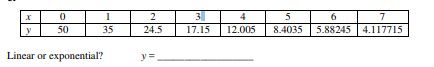 x 0 1 2 3 4 5 6 7
y 50 35 24.5 17.15 12.005 8.4035 5.88245 4.117715
Linear or exponential? y = ____________________